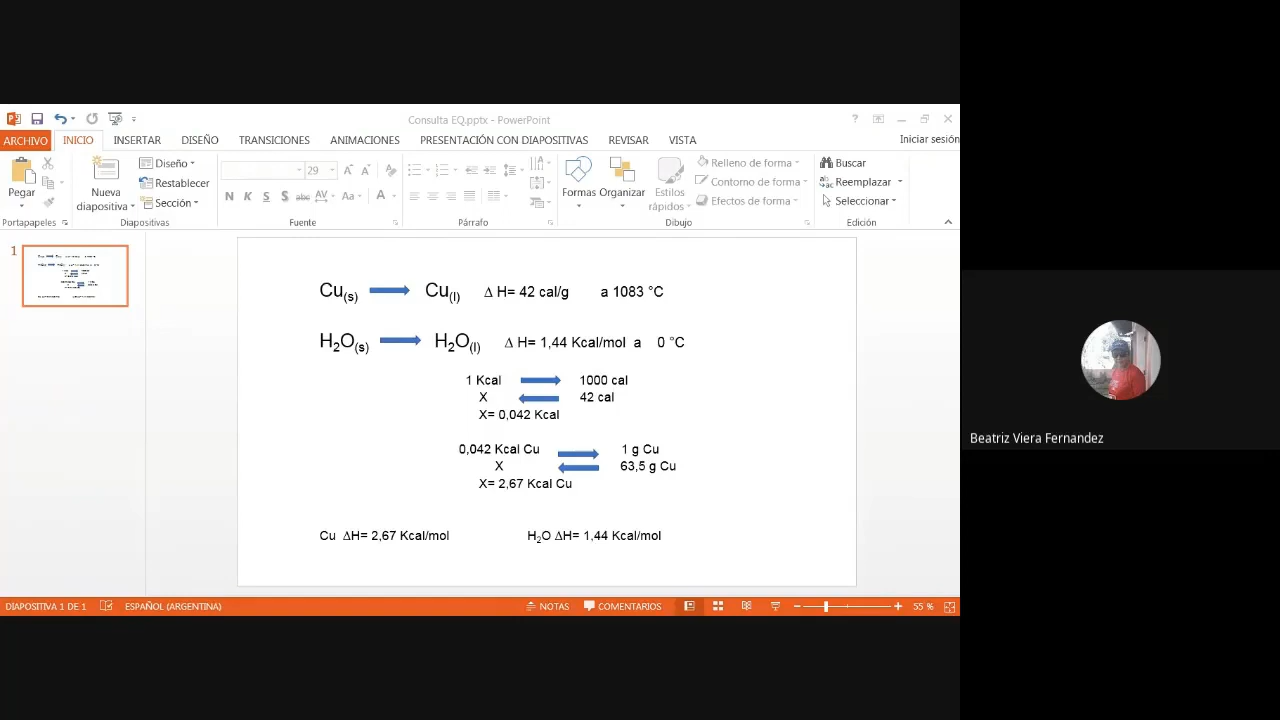 Consulta EQ.pptx - PowerPoint
ARCHIVO INICIO INSERTAR DISEÑO TRANSICIONES ANIMACIONES PRESENTACIÓN CON DIAPOSITIVAS REVISAR VISTA Iniciar sesión
Pegar
Nueva diapositiva
Diseño
Restablecer
Sección
29
N K S S abc AV Aa A
Formas
Organizar
Estilos rápidos
Relleno de forma
Contorno de forma
Efectos de forma
Buscar
Reemplazar
Seleccionar
Portapapeles Diapositivas Fuente Párrafo Dibujo Edición
1
Cu(s) Cu(l) Δ H= 42 cal/g a 1083 °C
H2O(s) H2O(l) Δ H= 1,44 Kcal/mol a 0 °C
1 Kcal 1000 cal
X 42 cal
X= 0,042 Kcal
0,042 Kcal Cu 1 g Cu
X 63,5 g Cu
X= 2,67 Kcal Cu
Cu ΔH= 2,67 Kcal/mol H2O ΔH= 1,44 Kcal/mol
DIAPOSITIVA 1 DE 1 ESPAÑOL (ARGENTINA) NOTAS COMENTARIOS 55 %
Beatriz Viera Fernandez